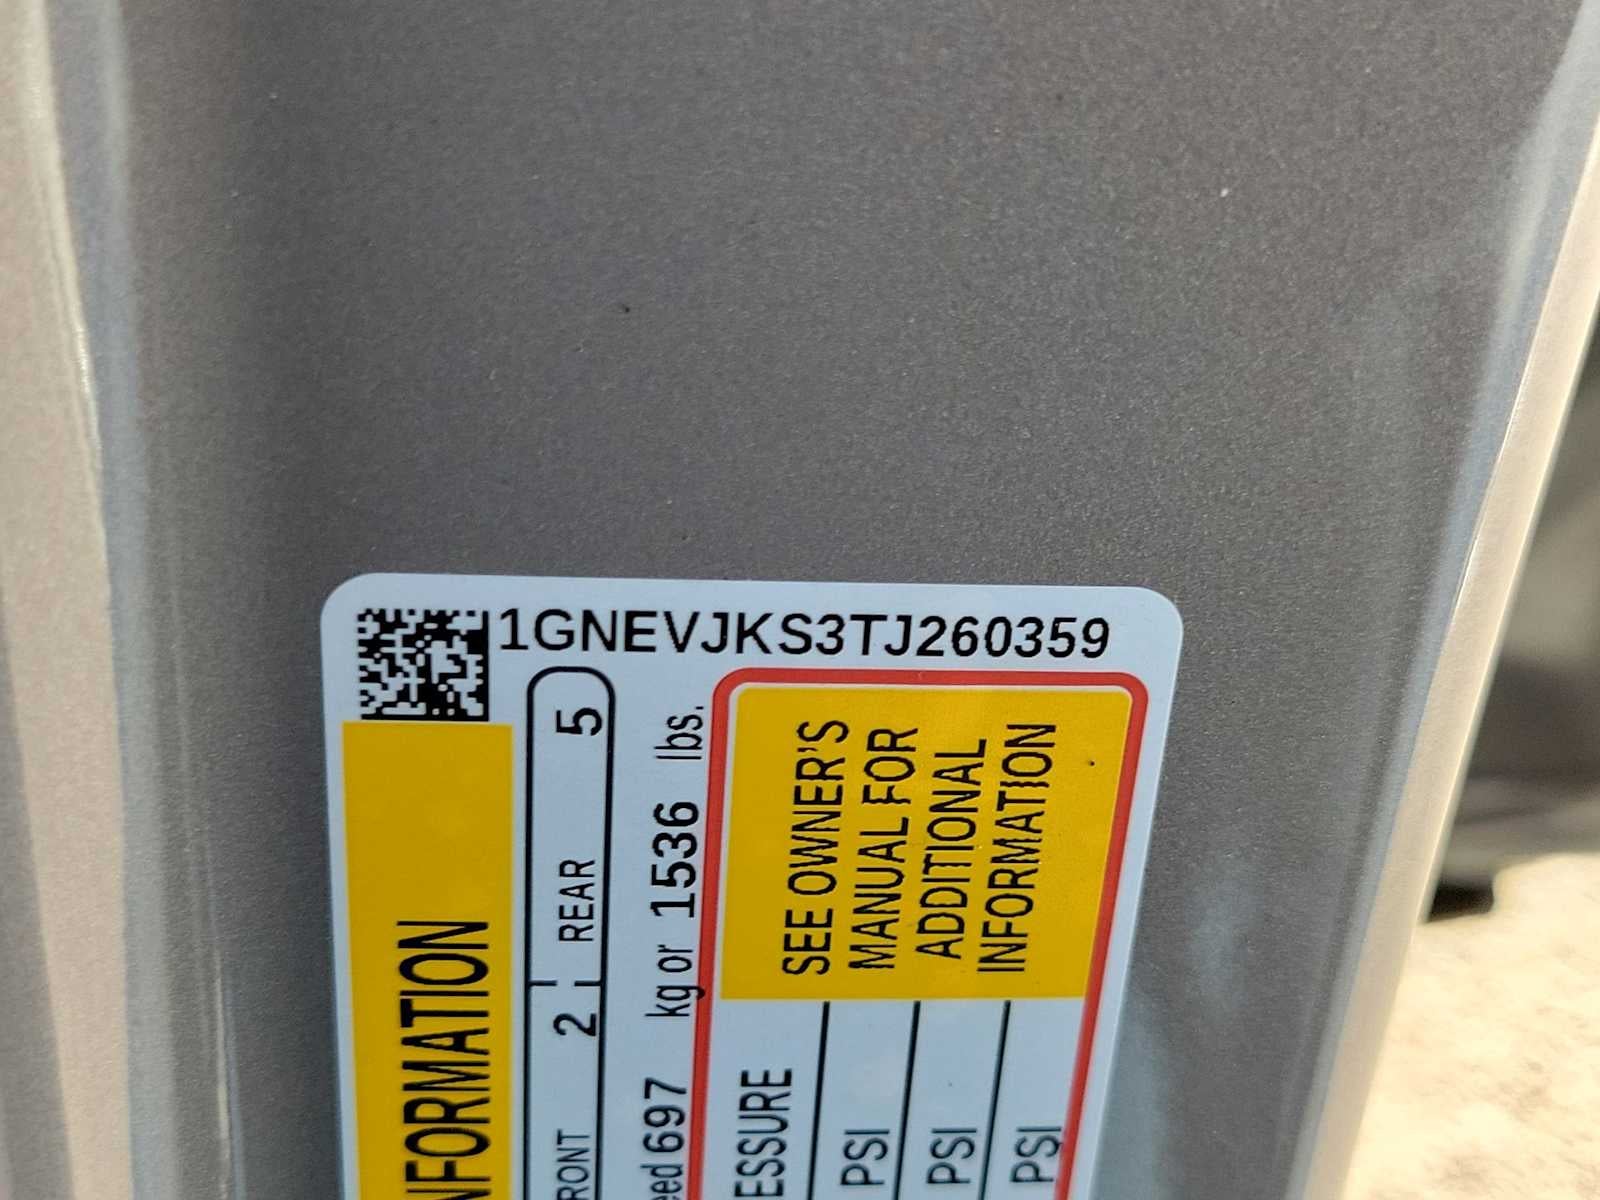 1GNEVJKS3TJ260359
NFORMATION
RONT 2 REAR 5
eed 697 kg or 1536 lbs.
ESSURE
SEE OWNER'S
MANUAL FOR
ADDITIONAL
INFORMATION
PSI
PSI
PSI